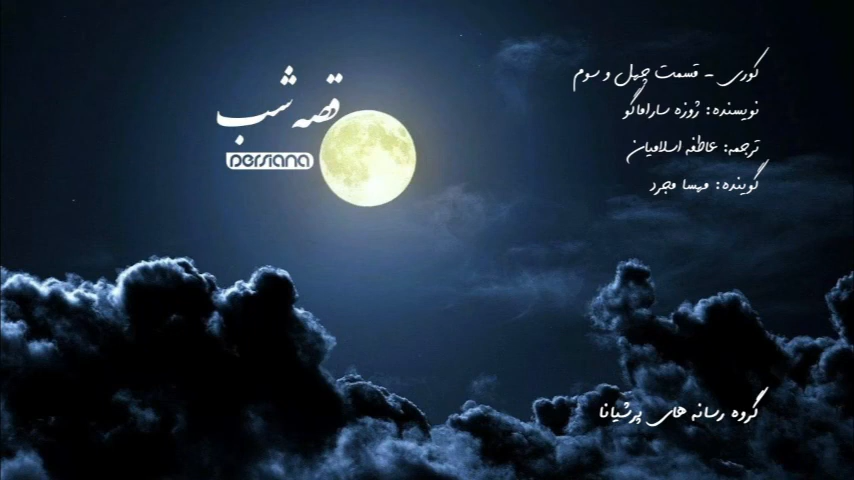 قصه شب
persiana
کوری - قسمت چهل و سوم
نویسنده: ژوزه ساراماگو
ترجمه: عاطفه اسلامیان
گوینده: مهسا مجرد
گروه رسانه های پرشیانا